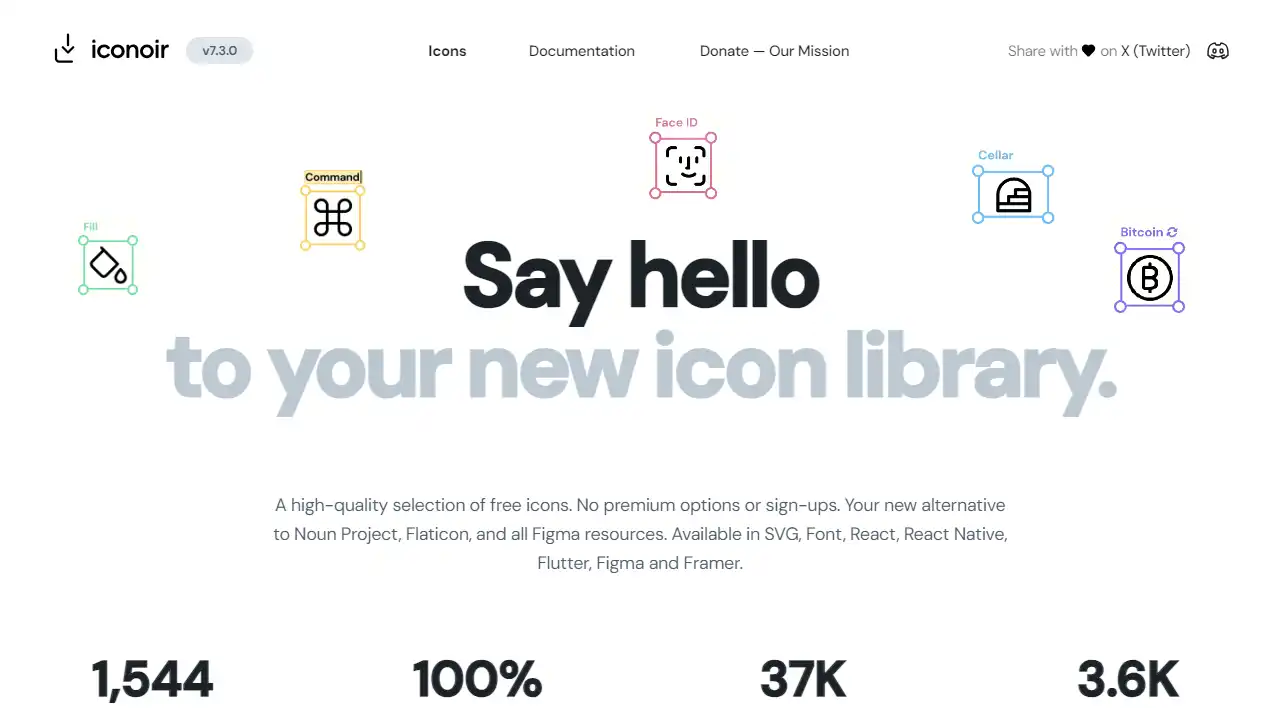 iconoir v7.3.0 Icons Documentation Donate — Our Mission Share with on X (Twitter)
Face ID
Cellar
Command
Fill
Bitcoin
Say hello
to your new icon library.
A high-quality selection of free icons. No premium options or sign-ups. Your new alternative
to Noun Project, Flaticon, and all Figma resources. Available in SVG, Font, React, React Native,
Flutter, Figma and Framer.
1,544 100% 37K 3.6K